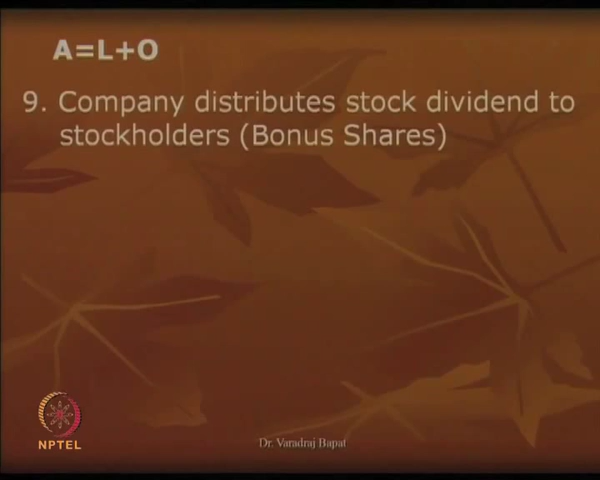 A=L+O
9. Company distributes stock dividend to
stockholders (Bonus Shares)
NPTEL
Dr. Varadraj Bapat